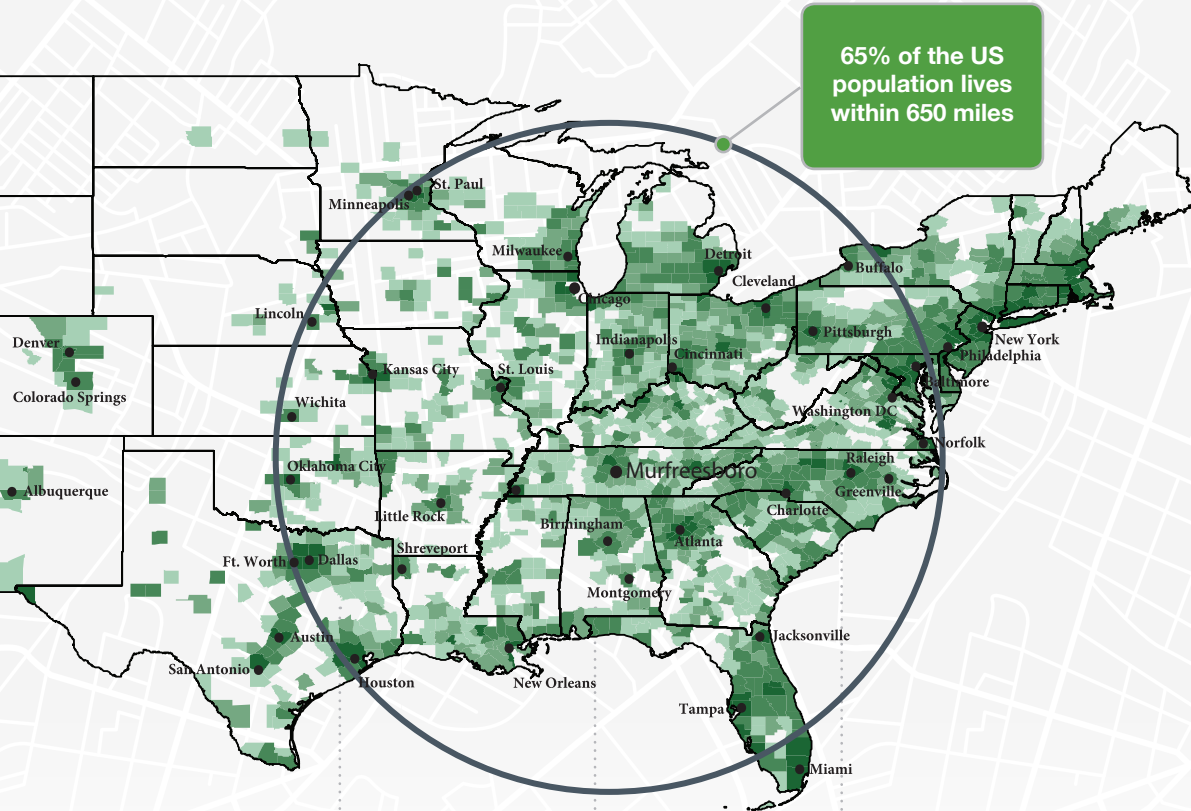 65% of the US
population lives
within 650 miles
St. Paul
Minneapolis
Milwaukee
Detroit
Buffalo
Cleveland
Chicago
Lincoln
Denver
Indianapolis
Pittsburgh
New York
Cincinnati
Philadelphia
Kansas City
St. Louis
Baltimore
Colorado Springs
Wichita
Washington DC
Norfolk
Raleigh
Oklahoma City
Murfreesboro
Albuquerque
Greenville
Little Rock
Charlotte
Birmingham
Atlanta
Shreveport
Ft. Worth
Dallas
Montgomery
Austin
Jacksonville
San Antonio
Houston
New Orleans
Tampa
Miami